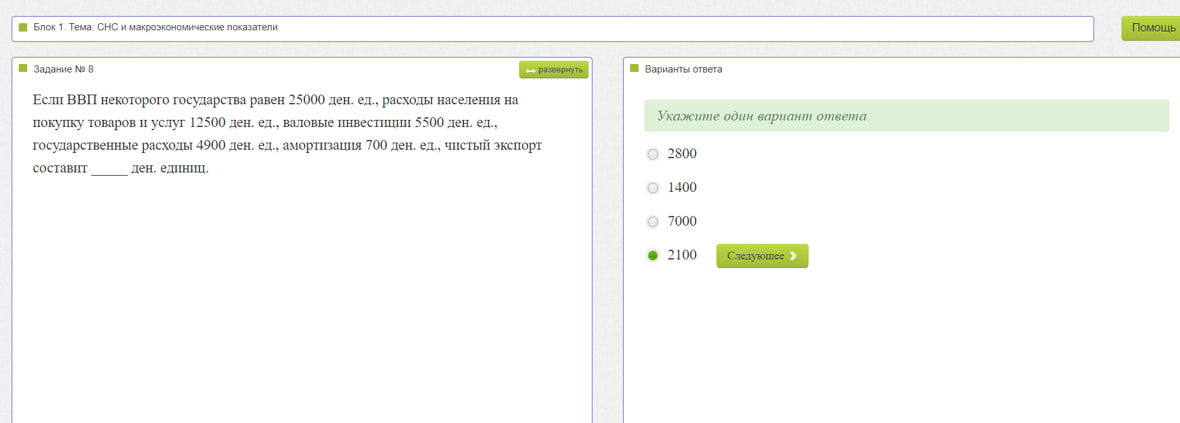 Блок 1. Тема: СНС и макроэкономические показатели
Помощь
Задание № 8
развернуть
Если ВВП некоторого государства равен 25000 ден. ед., расходы населения на
покупку товаров и услуг 12500 ден. ед., валовые инвестиции 5500 ден. ед.,
государственные расходы 4900 ден. ед., амортизация 700 ден. ед., чистый экспорт
составит _____ ден. единиц.
Варианты ответа
Укажите один вариант ответа
2800
1400
7000
2100
Следующее